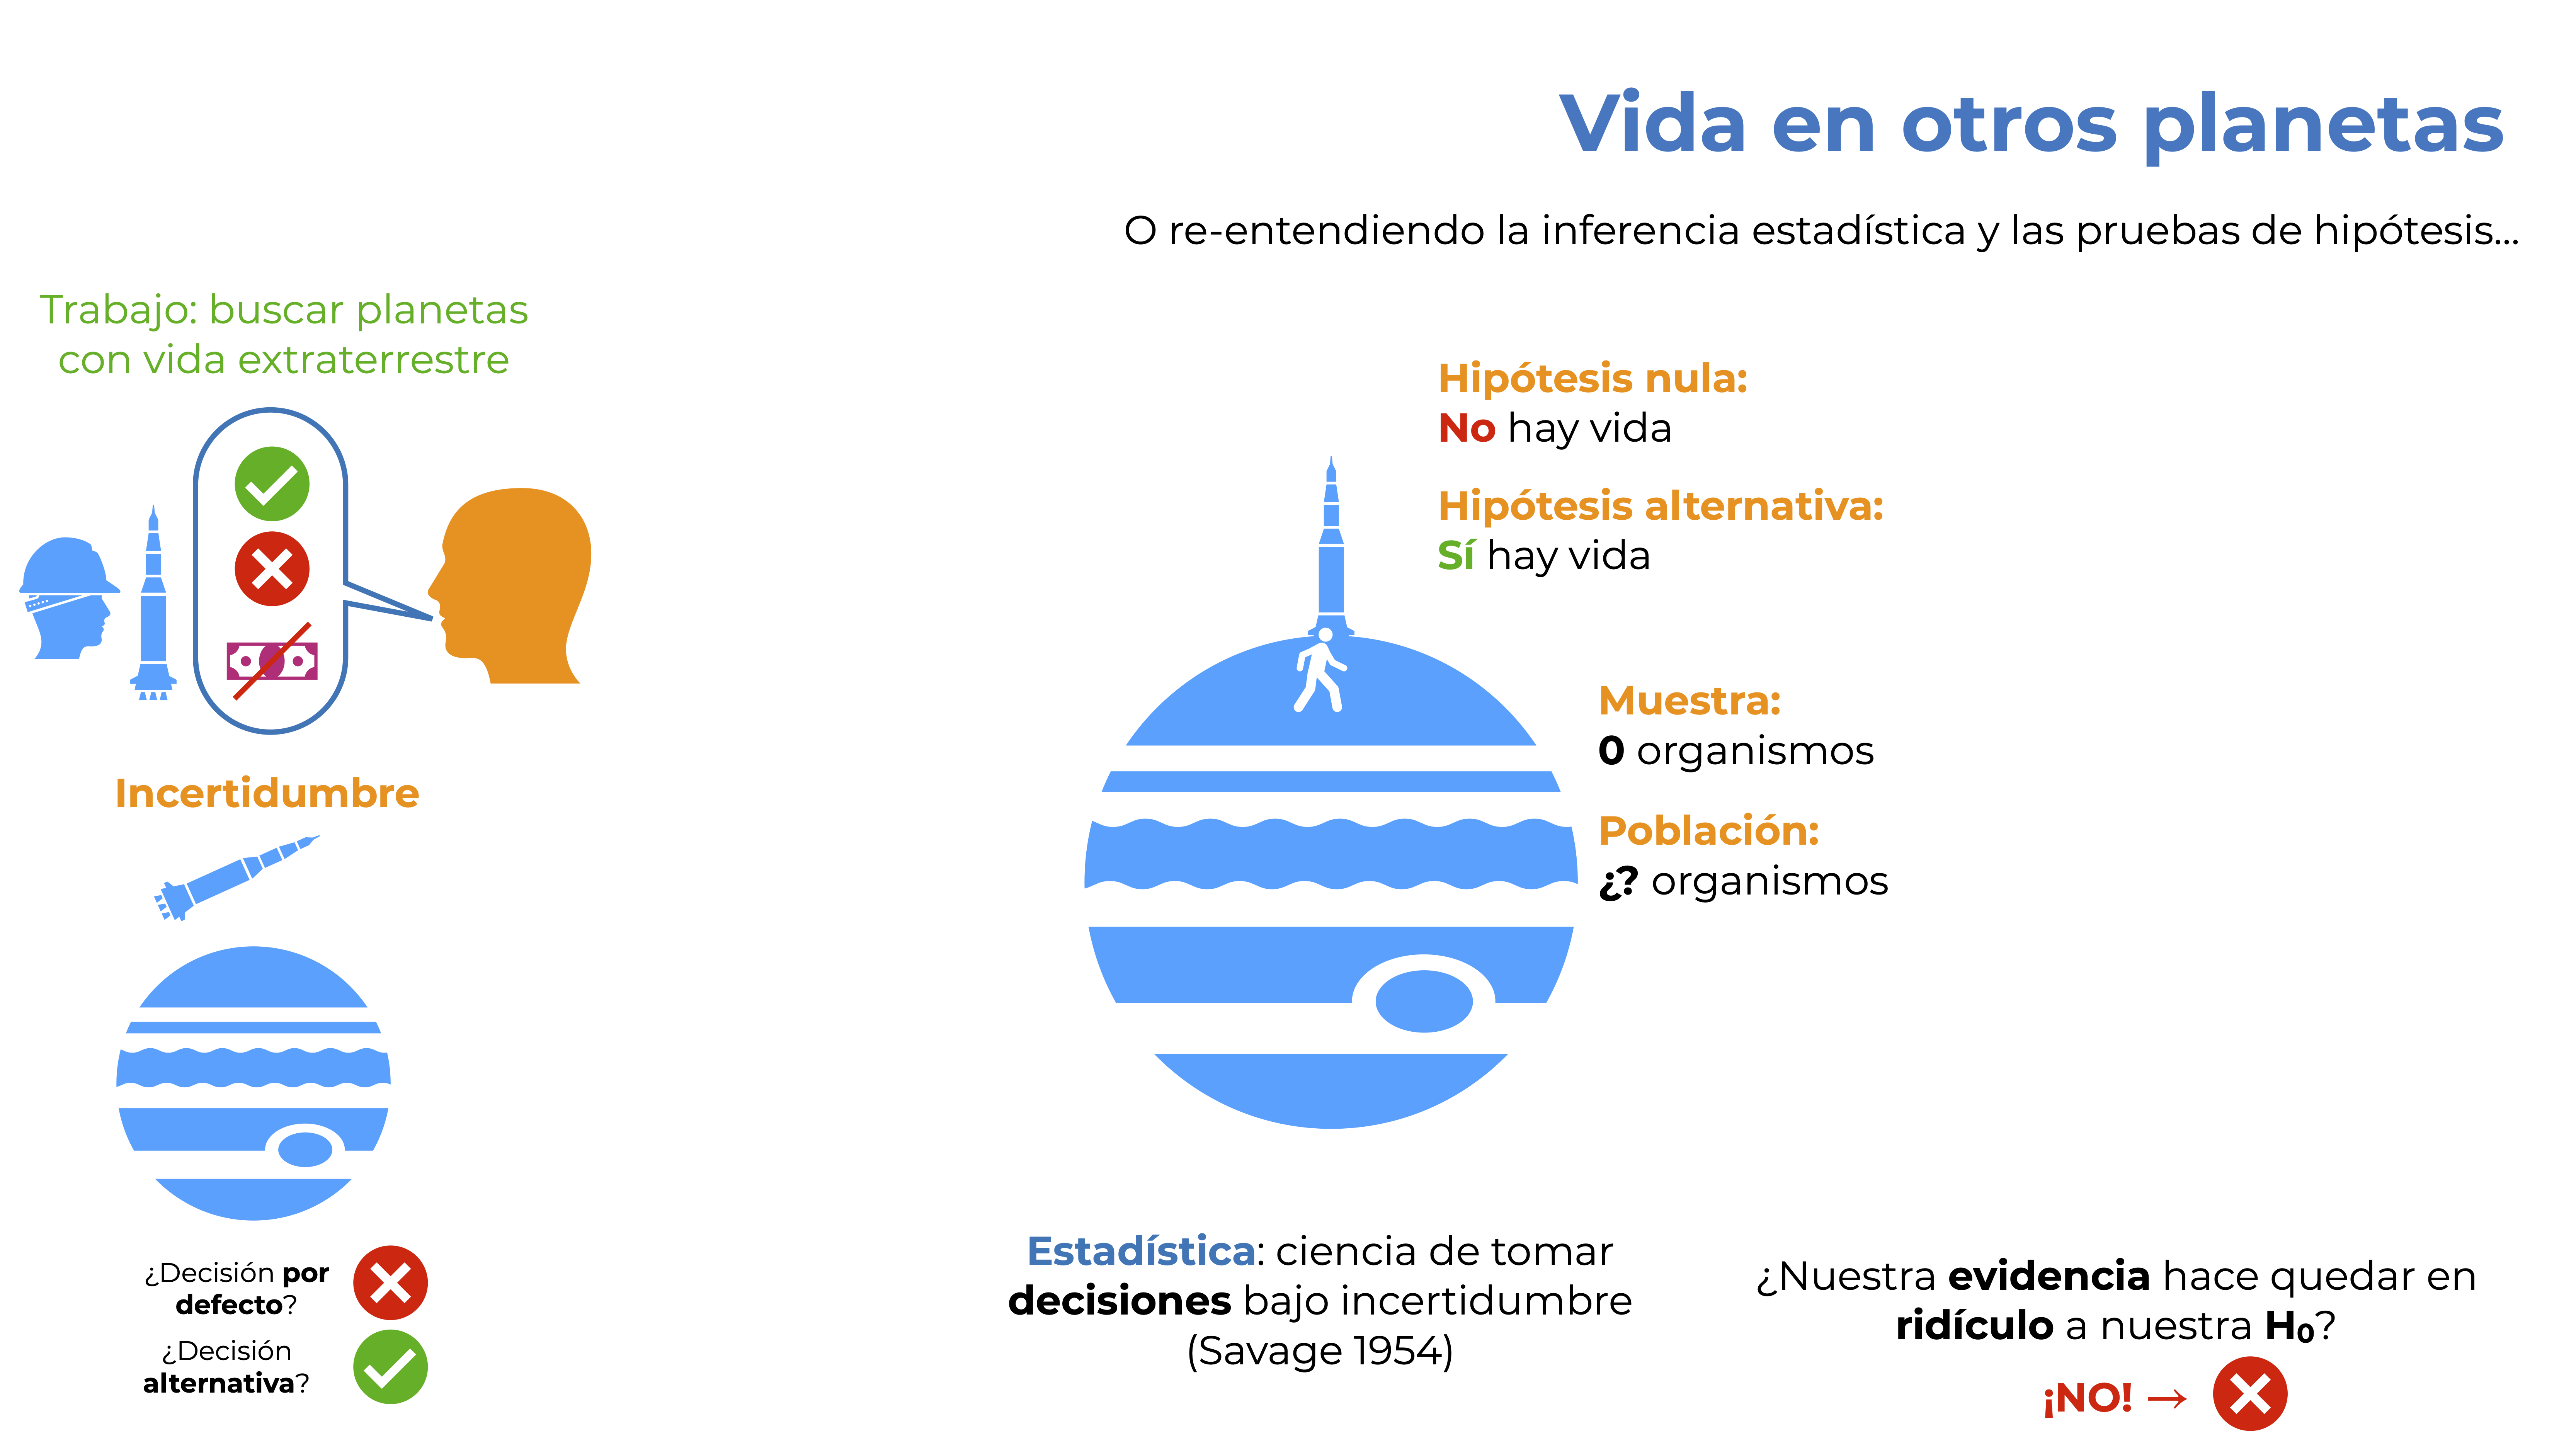 Vida en otros planetas
O re-entendiendo la inferencia estadística y las pruebas de hipótesis...
Trabajo: buscar planetas
con vida extraterrestre
Incertidumbre
¿Decisión por
defecto?
¿Decisión
alternativa?
Hipótesis nula:
No hay vida
Hipótesis alternativa:
Sí hay vida
Muestra:
0 organismos
Población:
¿? organismos
Estadística: ciencia de tomar
decisiones bajo incertidumbre
(Savage 1954)
¿Nuestra evidencia hace quedar en
ridículo a nuestra H₀?
¡NO! →